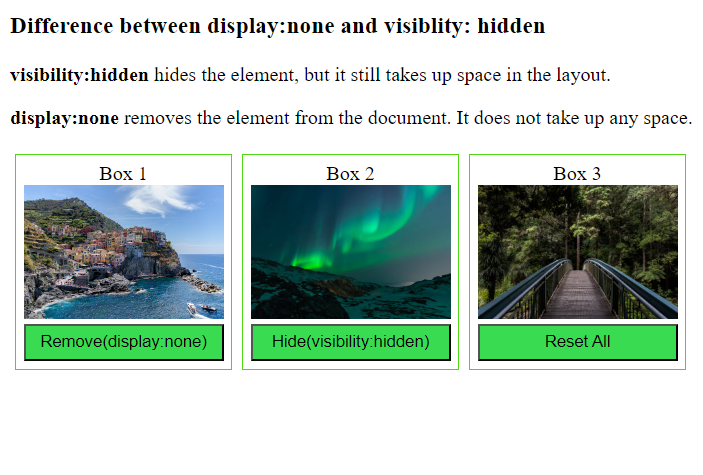 Difference between display:none and visiblity: hidden
visibility:hidden hides the element, but it still takes up space in the layout.
display:none removes the element from the document. It does not take up any space.
Box 1
Box 2
Box 3
Remove(display:none)
Hide(visibility:hidden)
Reset All